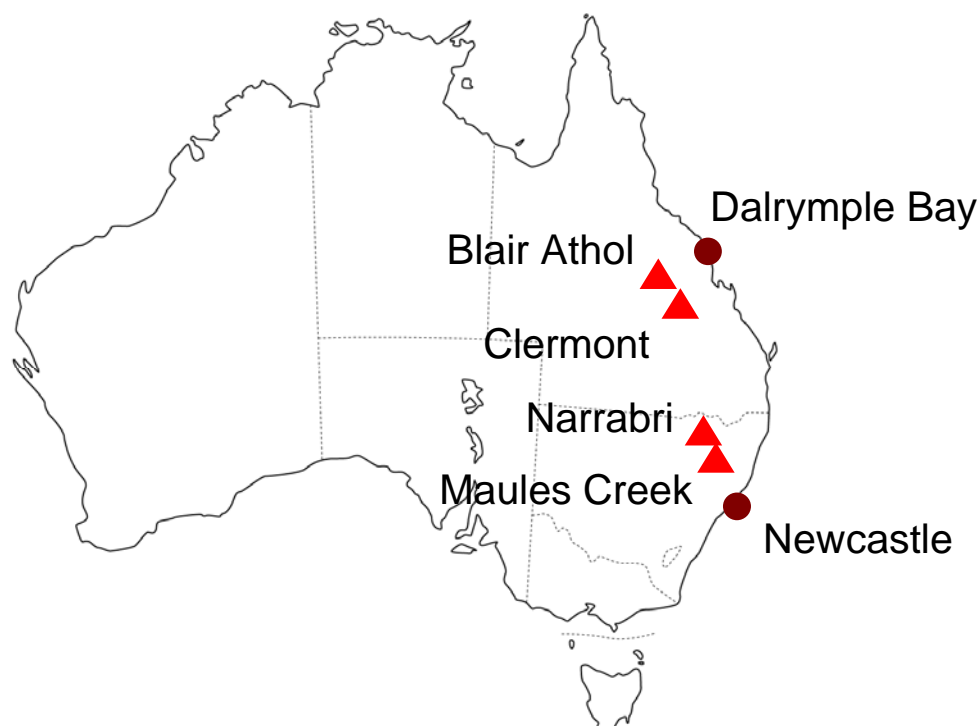 Dalrymple Bay
Blair Athol
Clermont
Narrabri
Maules Creek
Newcastle